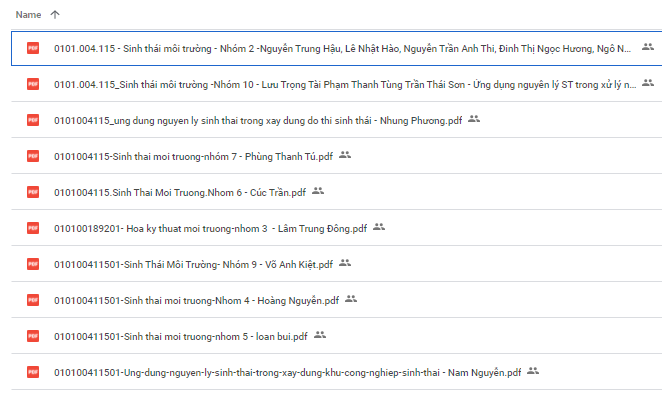 Name
0101.004.115 - Sinh thái môi trường - Nhóm 2 -Nguyễn Trung Hậu, Lê Nhật Hào, Nguyễn Trần Anh Thi, Đinh Thị Ngọc Hương, Ngô N...
0101.004.115_Sinh thái môi trường -Nhóm 10 - Lưu Trọng Tài Phạm Thanh Tùng Trần Thái Sơn - Ứng dụng nguyên lý ST trong xử lý n...
0101004115_ung dung nguyen ly sinh thai trong xay dung do thi sinh thái - Nhung Phương.pdf
0101004115-Sinh thai moi truong-nhóm 7 - Phùng Thanh Tú.pdf
0101004115.Sinh Thai Moi Truong.Nhom 6 - Cúc Trần.pdf
010100189201- Hoa ky thuat moi truong-nhom 3 - Lâm Trung Đông.pdf
010100411501-Sinh Thái Môi Trường- Nhóm 9 - Võ Anh Kiệt.pdf
010100411501-Sinh thai moi truong-Nhom 4 - Hoàng Nguyễn.pdf
010100411501-Sinh thai moi truong-nhom 5 - loan bui.pdf
010100411501-Ung-dung-nguyen-ly-sinh-thai-trong-xay-dung-khu-cong-nghiep-sinh-thai - Nam Nguyễn.pdf